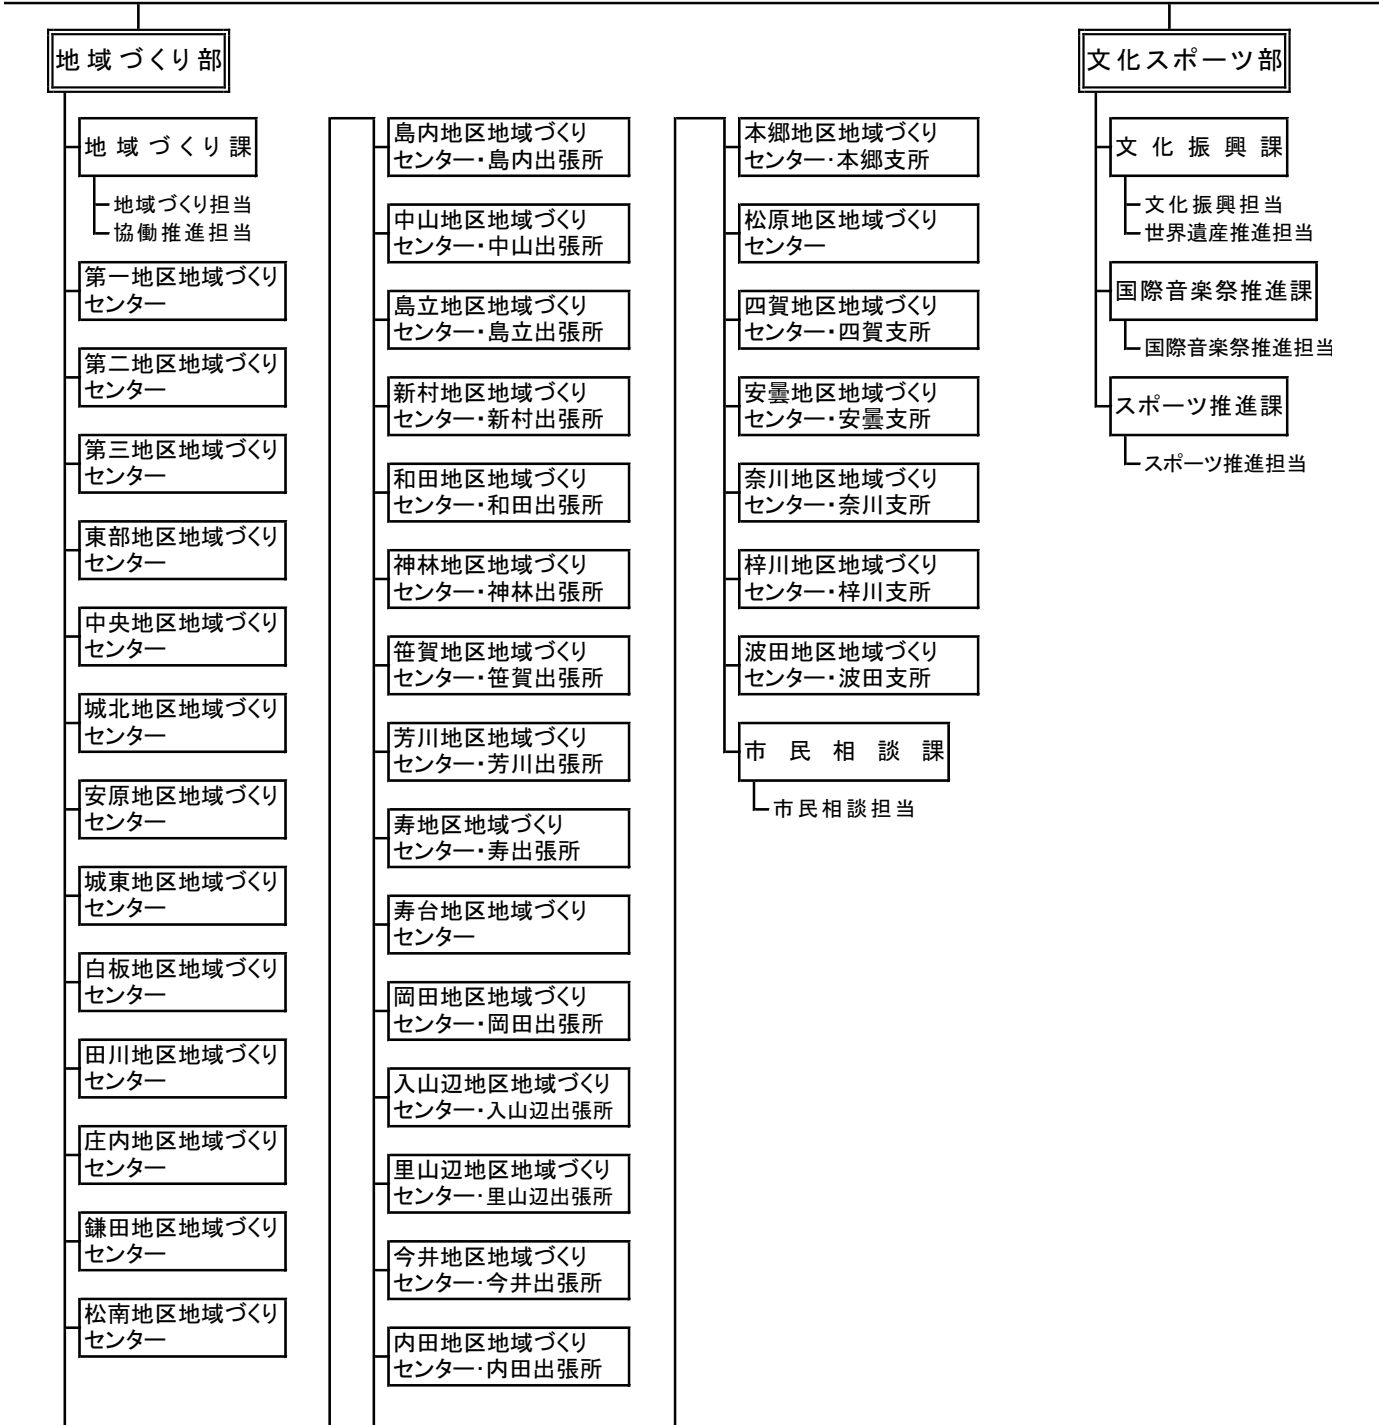 地域づくり部
地域づくり課
地域づくり担当
協働推進担当
第一地区地域づくり
センター
第二地区地域づくり
センター
第三地区地域づくり
センター
東部地区地域づくり
センター
中央地区地域づくり
センター
城北地区地域づくり
センター
安原地区地域づくり
センター
城東地区地域づくり
センター
白板地区地域づくり
センター
田川地区地域づくり
センター
庄内地区地域づくり
センター
鎌田地区地域づくり
センター
松南地区地域づくり
センター
島内地区地域づくり
センター・島内出張所
中山地区地域づくり
センター・中山出張所
島立地区地域づくり
センター・島立出張所
新村地区地域づくり
センター・新村出張所
和田地区地域づくり
センター・和田出張所
神林地区地域づくり
センター・神林出張所
笹賀地区地域づくり
センター・笹賀出張所
芳川地区地域づくり
センター・芳川出張所
寿地区地域づくり
センター・寿出張所
寿台地区地域づくり
センター
岡田地区地域づくり
センター・岡田出張所
入山辺地区地域づくり
センター・入山辺出張所
里山辺地区地域づくり
センター・里山辺出張所
今井地区地域づくり
センター・今井出張所
内田地区地域づくり
センター・内田出張所
本郷地区地域づくり
センター・本郷支所
松原地区地域づくり
センター
四賀地区地域づくり
センター・四賀支所
安曇地区地域づくり
センター・安曇支所
奈川地区地域づくり
センター・奈川支所
梓川地区地域づくり
センター・梓川支所
波田地区地域づくり
センター・波田支所
市民相談課
市民相談担当
文化スポーツ部
文化振興課
文化振興担当
世界遺産推進担当
国際音楽祭推進課
国際音楽祭推進担当
スポーツ推進課
スポーツ推進担当